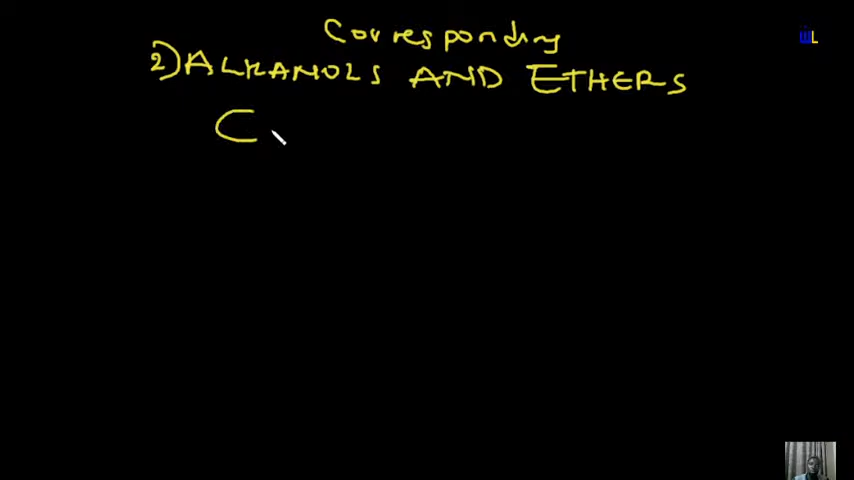 Corresponding
2) ALKANOLS AND ETHERS
C